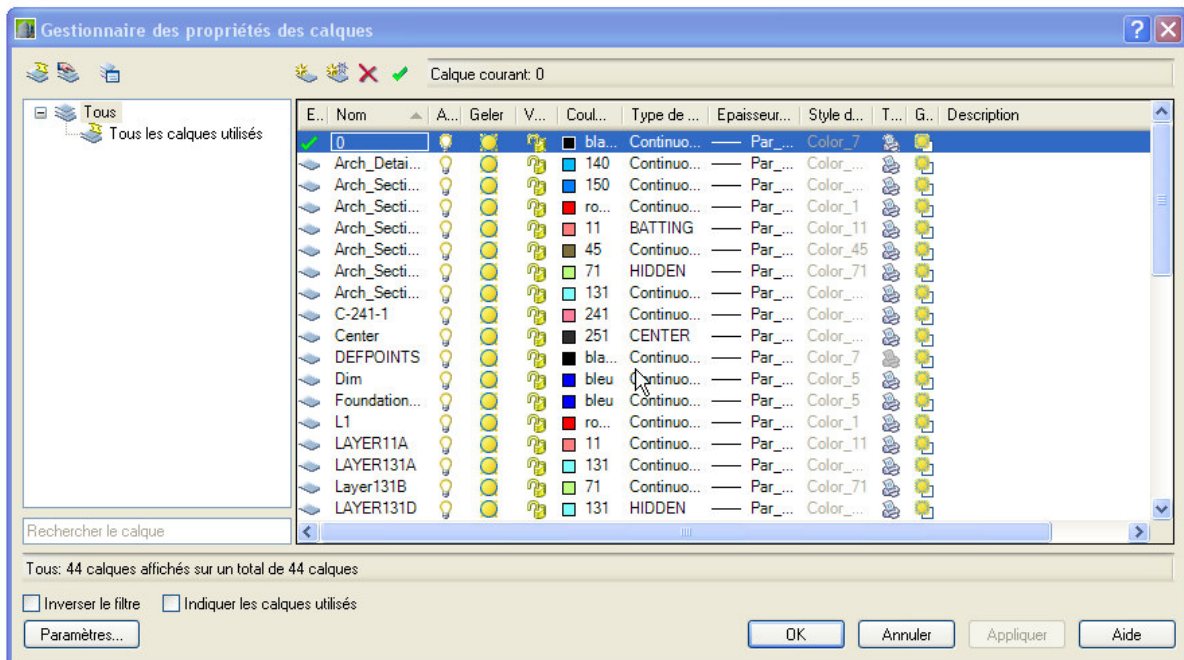 Gestionnaire des propriétés des calques
Calque courant: 0
Tous
Tous les calques utilisés
E.. Nom A... Geler V... Coul... Type de ... Epaisseur... Style d... T... G.. Description
0 bla... Continuo... Par_... Color_7
Arch_Detai... 140 Continuo... Par_... Color_...
Arch_Secti... 150 Continuo... Par_... Color_...
Arch_Secti... ro... Continuo... Par_... Color_1
Arch_Secti... 11 BATTING Par_... Color_11
Arch_Secti... 45 Continuo... Par_... Color_45
Arch_Secti... 71 HIDDEN Par_... Color_71
Arch_Secti... 131 Continuo... Par_... Color_...
C-241-1 241 Continuo... Par_... Color_...
Center 251 CENTER Par_... Color_...
DEFPOINTS bla... Continuo... Par_... Color_7
Dim bleu Continuo... Par_... Color_5
Foundation... bleu Continuo... Par_... Color_5
L1 ro... Continuo... Par_... Color_1
LAYER11A 11 Continuo... Par_... Color_11
LAYER131A 131 Continuo... Par_... Color_...
Layer131B 71 Continuo... Par_... Color_71
LAYER131D 131 HIDDEN Par_... Color_...
Rechercher le calque
Tous: 44 calques affichés sur un total de 44 calques
Inverser le filtre Indiquer les calques utilisés
Paramètres... OK Annuler Appliquer Aide